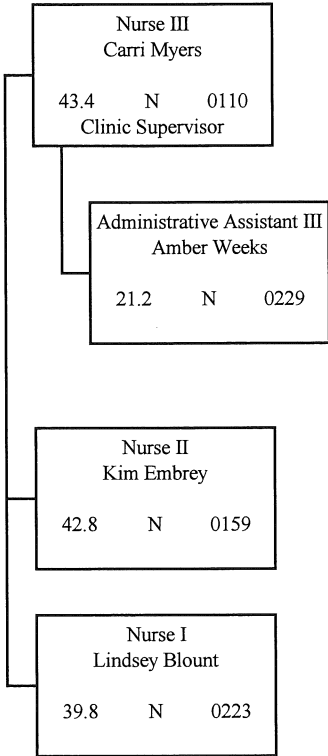 Nurse III
Carri Myers
43.4 N 0110
Clinic Supervisor
Administrative Assistant III
Amber Weeks
21.2 N 0229
Nurse II
Kim Embrey
42.8 N 0159
Nurse I
Lindsey Blount
39.8 N 0223